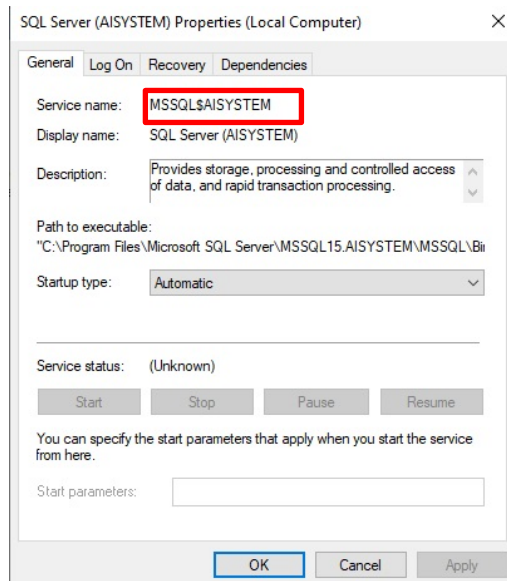 SQL Server (AISYSTEM) Properties (Local Computer)
General Log On Recovery Dependencies
Service name: MSSQL$AISYSTEM
Display name: SQL Server (AISYSTEM)
Description: Provides storage, processing and controlled access
of data, and rapid transaction processing.
Path to executable:
"C:\Program Files\Microsoft SQL Server\MSSQL15.AISYSTEM\MSSQL\Bi
Startup type: Automatic
Service status: (Unknown)
Start Stop Pause Resume
You can specify the start parameters that apply when you start the service
from here.
Start parameters:
OK Cancel Apply